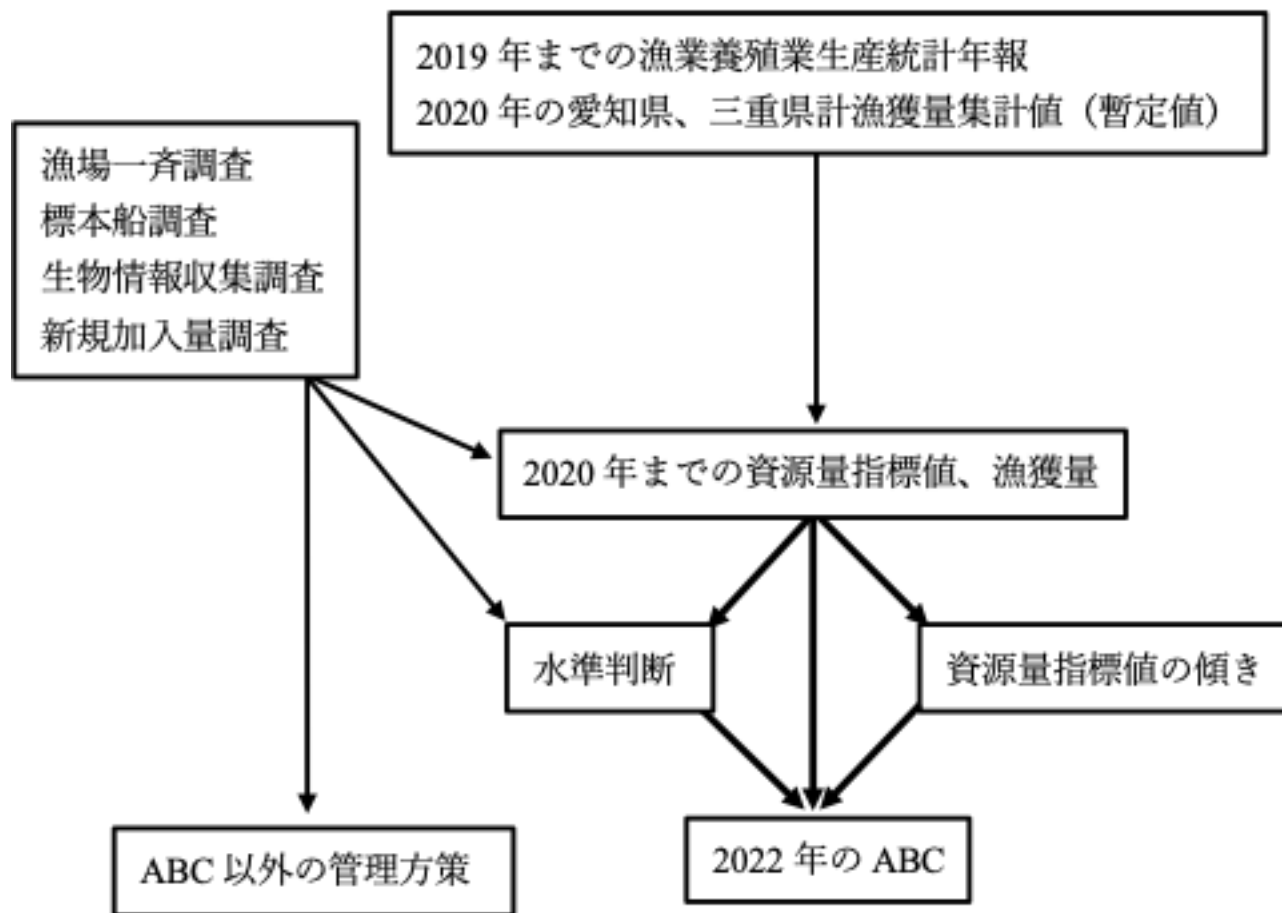 2019 年までの漁業養殖業生産統計年報
2020 年の愛知県、三重県計漁獲量集計値（暫定値）
漁場一斉調査
標本船調査
生物情報収集調査
新規加入量調査
2020 年までの資源量指標値、漁獲量
水準判断
資源量指標値の傾き
ABC 以外の管理方策
2022 年の ABC